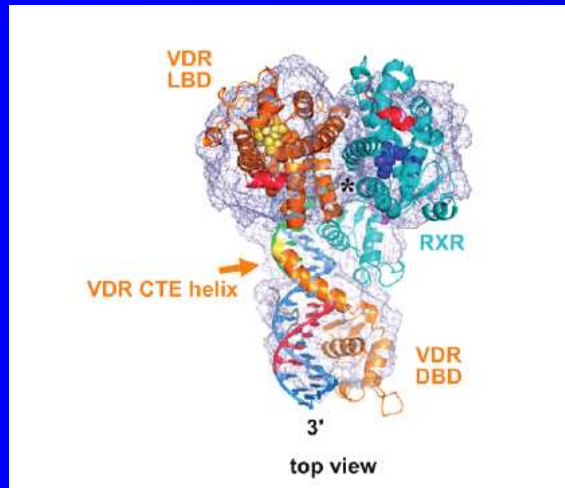 VDR
LBD
*
RXR
VDR CTE helix
VDR
DBD
3'
top view